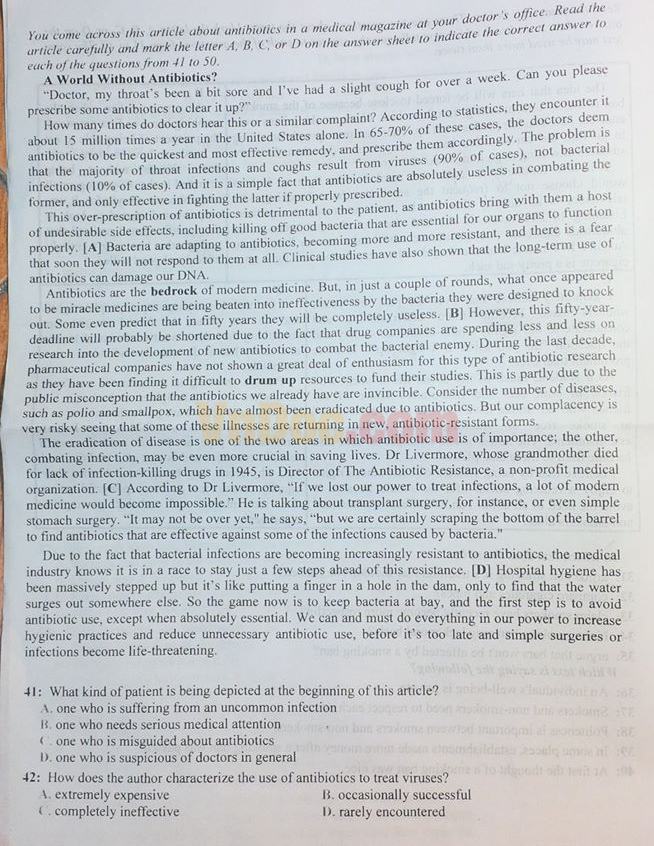 You come across this article about antibiotics in a medical magazine at your doctor's office. Read the
article carefully and mark the letter A, B, C, or D on the answer sheet to indicate the correct answer to
each of the questions from 41 to 50.
A World Without Antibiotics?
"Doctor, my throat's been a bit sore and I've had a slight cough for over a week. Can you please
prescribe some antibiotics to clear it up?"
How many times do doctors hear this or a similar complaint? According to statistics, they encounter it
about 15 million times a year in the United States alone. In 65-70% of these cases, the doctors deem
antibiotics to be the quickest and most effective remedy, and prescribe them accordingly. The problem is
that the majority of throat infections and coughs result from viruses (90% of cases), not bacterial
infections (10% of cases). And it is a simple fact that antibiotics are absolutely useless in combating the
former, and only effective in fighting the latter if properly prescribed.
This over-prescription of antibiotics is detrimental to the patient, as antibiotics bring with them a host
of undesirable side effects, including killing off good bacteria that are essential for our organs to function
properly. [A] Bacteria are adapting to antibiotics, becoming more and more resistant, and there is a fear
that soon they will not respond to them at all. Clinical studies have also shown that the long-term use of
antibiotics can damage our DNA.
Antibiotics are the bedrock of modern medicine. But, in just a couple of rounds, what once appeared
to be miracle medicines are being beaten into ineffectiveness by the bacteria they were designed to knock
out. Some even predict that in fifty years they will be completely useless. [B] However, this fifty-year-
deadline will probably be shortened due to the fact that drug companies are spending less and less on
research into the development of new antibiotics to combat the bacterial enemy. During the last decade,
pharmaceutical companies have not shown a great deal of enthusiasm for this type of antibiotic research
as they have been finding it difficult to drum up resources to fund their studies. This is partly due to the
public misconception that the antibiotics we already have are invincible. Consider the number of diseases,
such as polio and smallpox, which have almost been eradicated due to antibiotics. But our complacency is
very risky seeing that some of these illnesses are returning in new, antibiotic-resistant forms.
The eradication of disease is one of the two areas in which antibiotic use is of importance; the other,
combating infection, may be even more crucial in saving lives. Dr Livermore, whose grandmother died
for lack of infection-killing drugs in 1945, is Director of The Antibiotic Resistance, a non-profit medical
organization. [C] According to Dr Livermore, "If we lost our power to treat infections, a lot of modern
medicine would become impossible." He is talking about transplant surgery, for instance, or even simple
stomach surgery. "It may not be over yet," he says, "but we are certainly scraping the bottom of the barrel
to find antibiotics that are effective against some of the infections caused by bacteria."
Due to the fact that bacterial infections are becoming increasingly resistant to antibiotics, the medical
industry knows it is in a race to stay just a few steps ahead of this resistance. [D] Hospital hygiene has
been massively stepped up but it's like putting a finger in a hole in the dam, only to find that the water
surges out somewhere else. So the game now is to keep bacteria at bay, and the first step is to avoid
antibiotic use, except when absolutely essential. We can and must do everything in our power to increase
hygienic practices and reduce unnecessary antibiotic use, before it's too late and simple surgeries or
infections become life-threatening.
41: What kind of patient is being depicted at the beginning of this article?
A. one who is suffering from an uncommon infection
B. one who needs serious medical attention
C. one who is misguided about antibiotics
D. one who is suspicious of doctors in general
42: How does the author characterize the use of antibiotics to treat viruses?
A. extremely expensive B. occasionally successful
C. completely ineffective D. rarely encountered